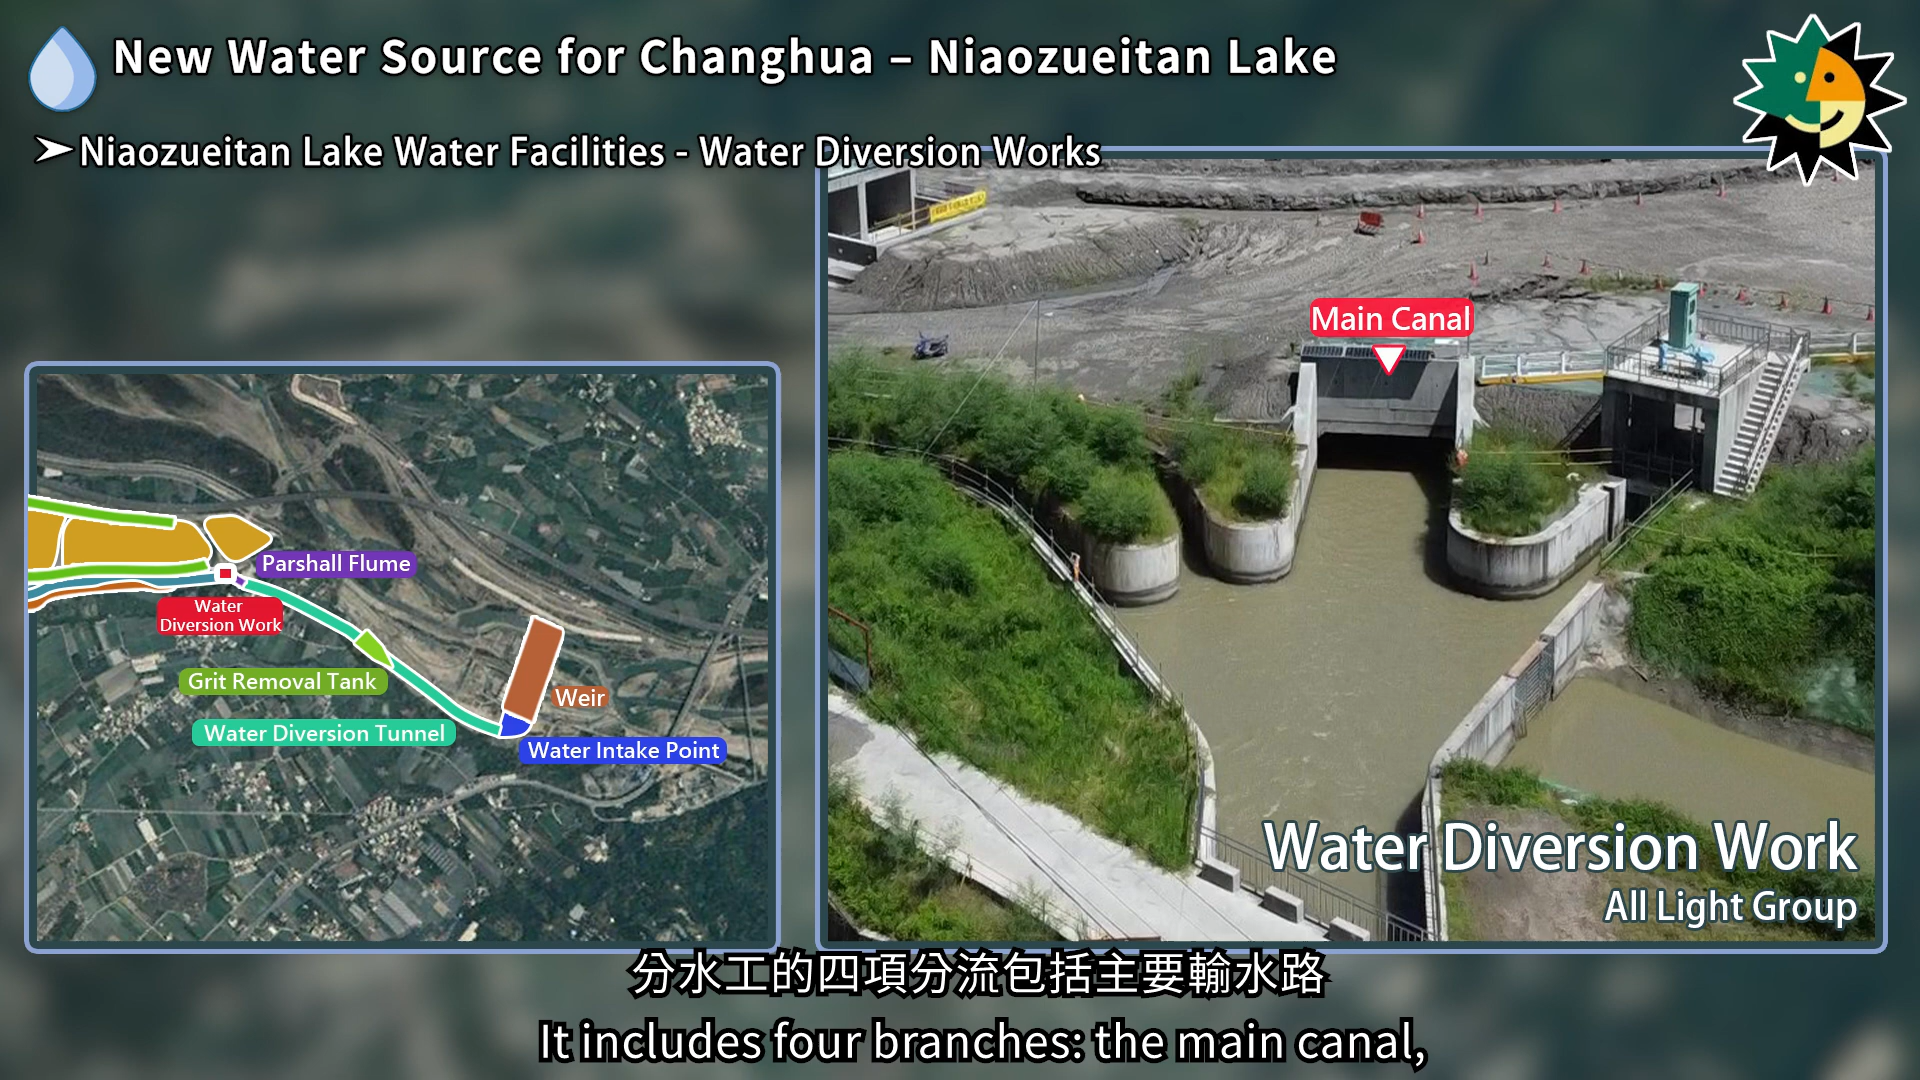 New Water Source for Changhua – Niaozueitan Lake
Niaozueitan Lake Water Facilities - Water Diversion Works
Main Canal
Parshall Flume
Water
Diversion Work
Grit Removal Tank
Weir
Water Diversion Tunnel
Water Intake Point
Water Diversion Work
All Light Group
分水工的四項分流包括主要輸水路
It includes four branches: the main canal,